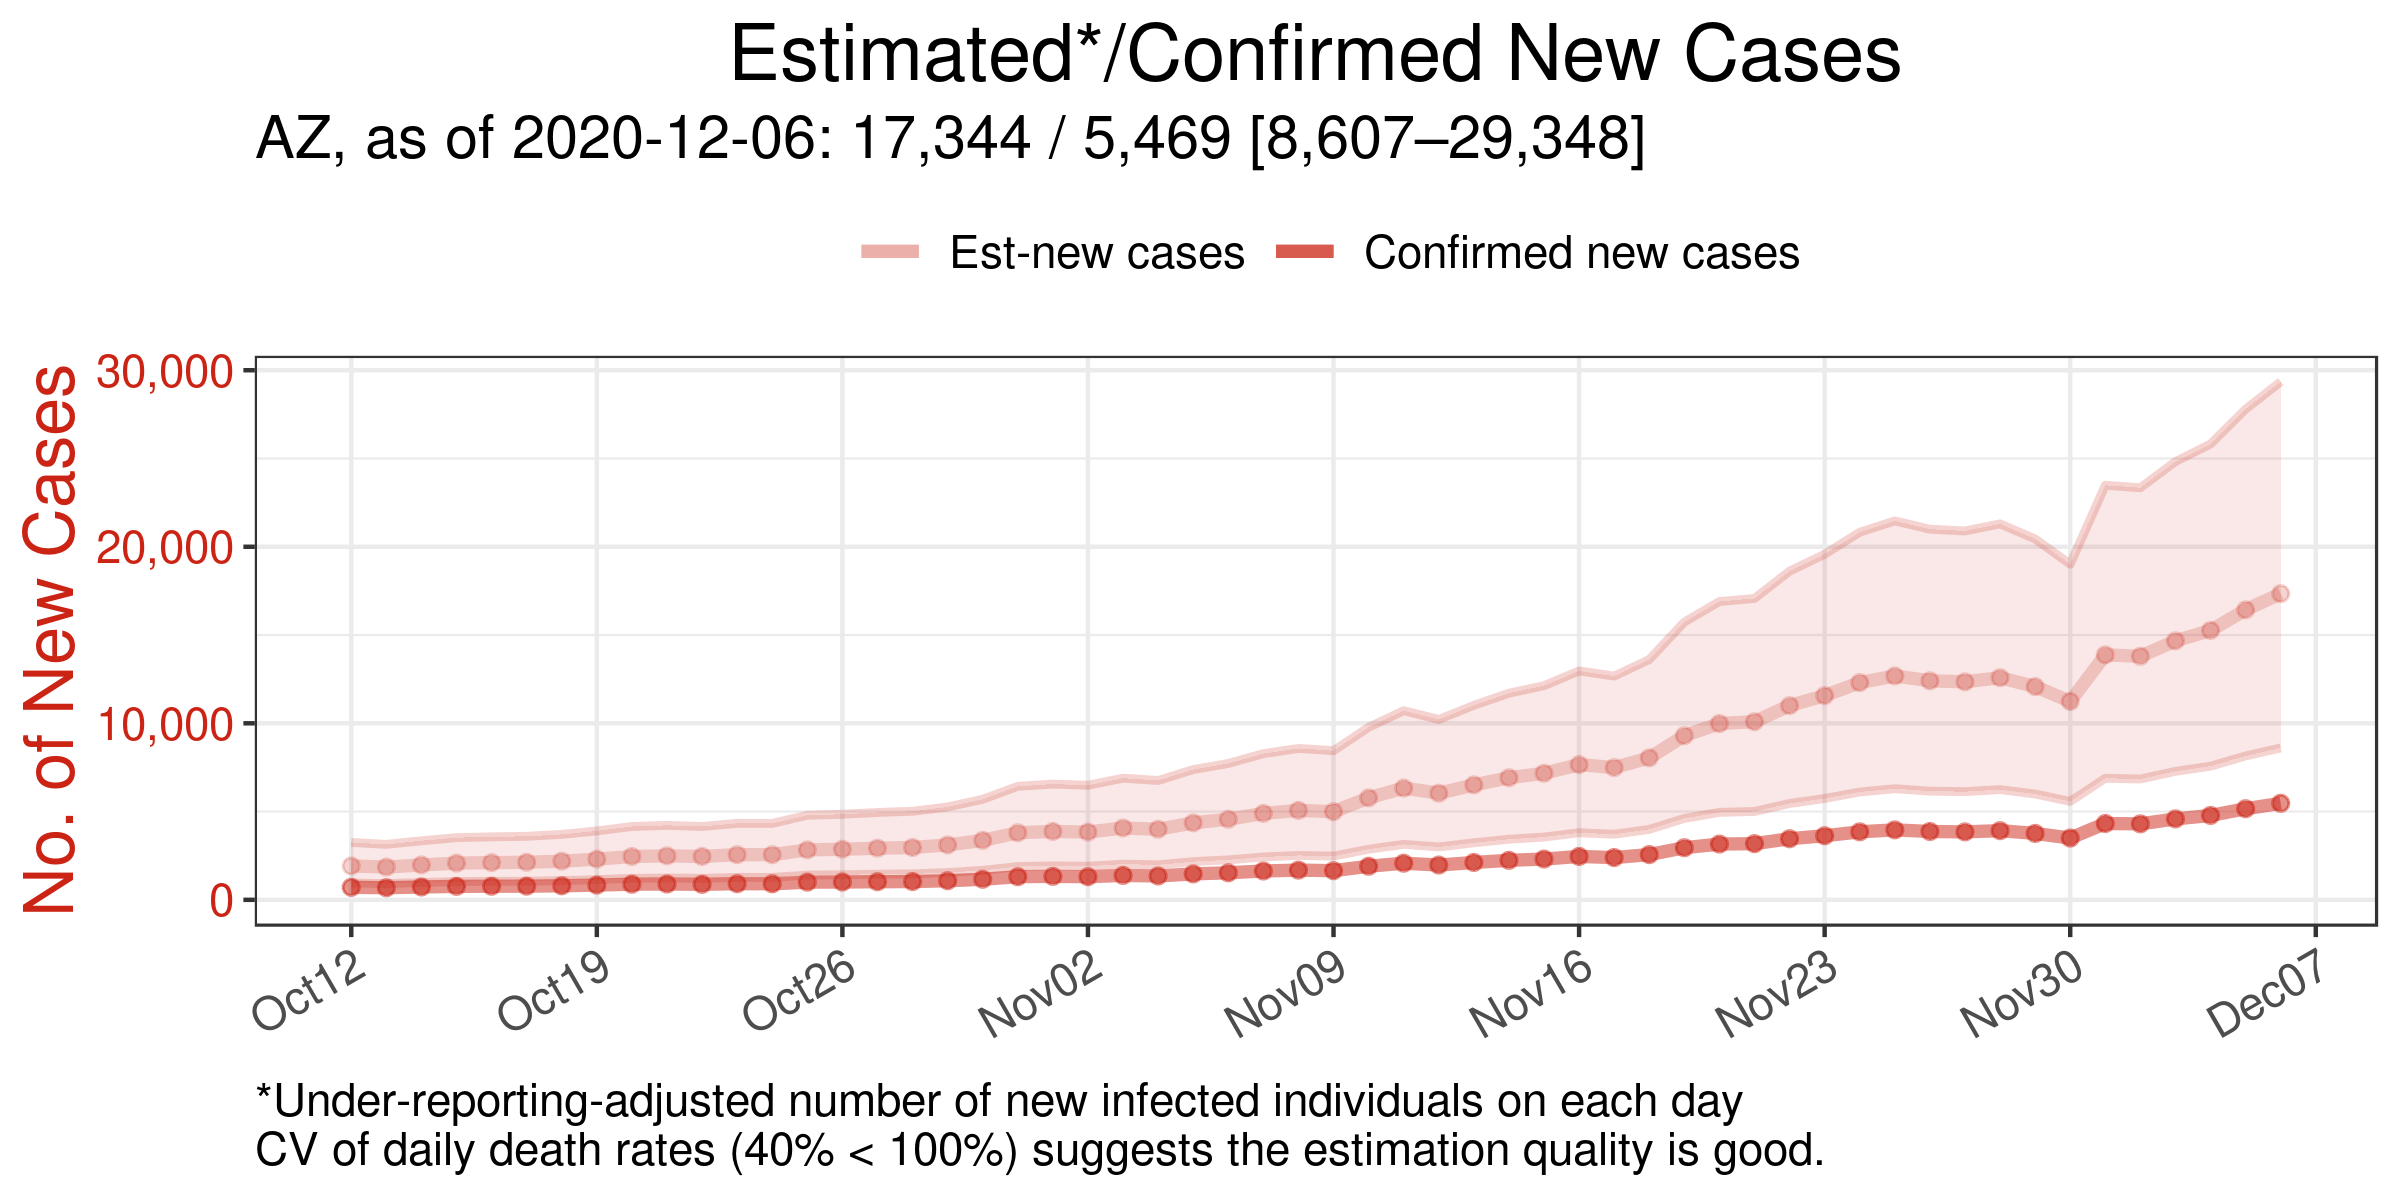 Estimated*/Confirmed New Cases
AZ, as of 2020-12-06: 17,344 / 5,469 [8,607–29,348]
Est-new cases
Confirmed new cases
No. of New Cases
30,000
20,000
10,000
0
Oct12
Oct19
Oct26
Nov02
Nov09
Nov16
Nov23
Nov30
Dec07
*Under-reporting-adjusted number of new infected individuals on each day
CV of daily death rates (40% < 100%) suggests the estimation quality is good.